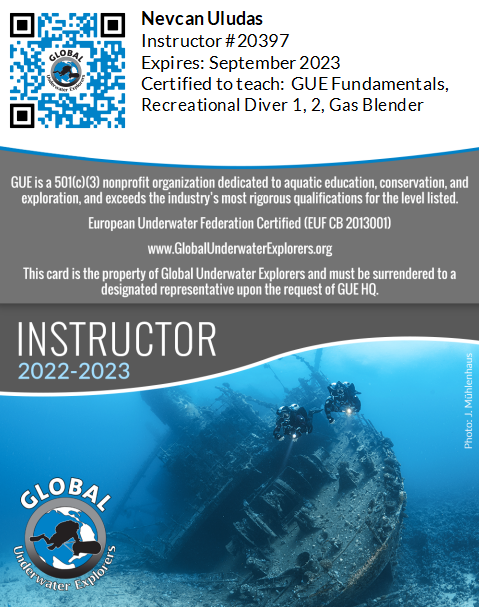 GLOBAL
Underwater Explorers
Nevcan Uludas
Instructor #20397
Expires: September 2023
Certified to teach: GUE Fundamentals,
Recreational Diver 1, 2, Gas Blender
GUE is a 501(c)(3) nonprofit organization dedicated to aquatic education, conservation, and
exploration, and exceeds the industry's most rigorous qualifications for the level listed.
European Underwater Federation Certified (EUF CB 2013001)
www.GlobalUnderwaterExplorers.org
This card is the property of Global Underwater Explorers and must be surrendered to a
designated representative upon the request of GUE HQ.
INSTRUCTOR
2022-2023
Photo: J. Mühlenhaus
GLOBAL
Underwater Explorers